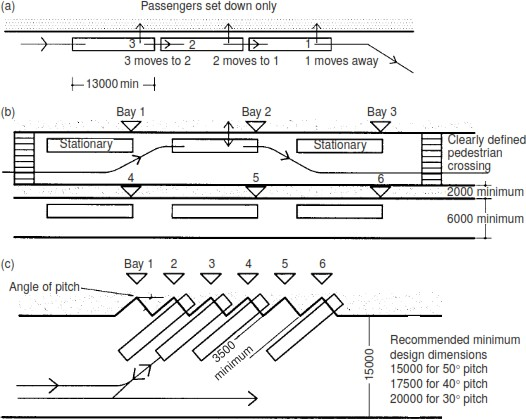 (a)
Passengers set down only
3 2 1
3 moves to 2 2 moves to 1 1 moves away
13000 min
(b)
Bay 1 Bay 2 Bay 3
Stationary Stationary
Clearly defined
pedestrian
crossing
4 5 6
2000 minimum
6000 minimum
(c)
Bay 1 2 3 4 5 6
Angle of pitch
3500
minimum
15000
Recommended minimum
design dimensions
15000 for 50° pitch
17500 for 40° pitch
20000 for 30° pitch